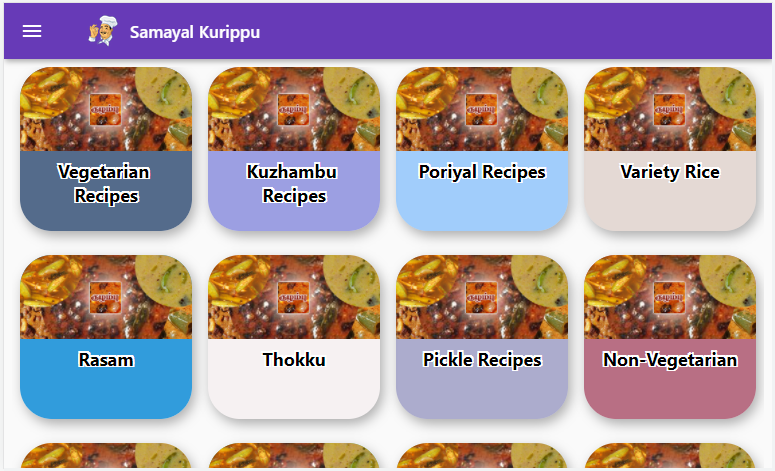 Samayal Kurippu
Vegetarian
Recipes
Kuzhambu
Recipes
Poriyal Recipes
Variety Rice
Rasam
Thokku
Pickle Recipes
Non-Vegetarian